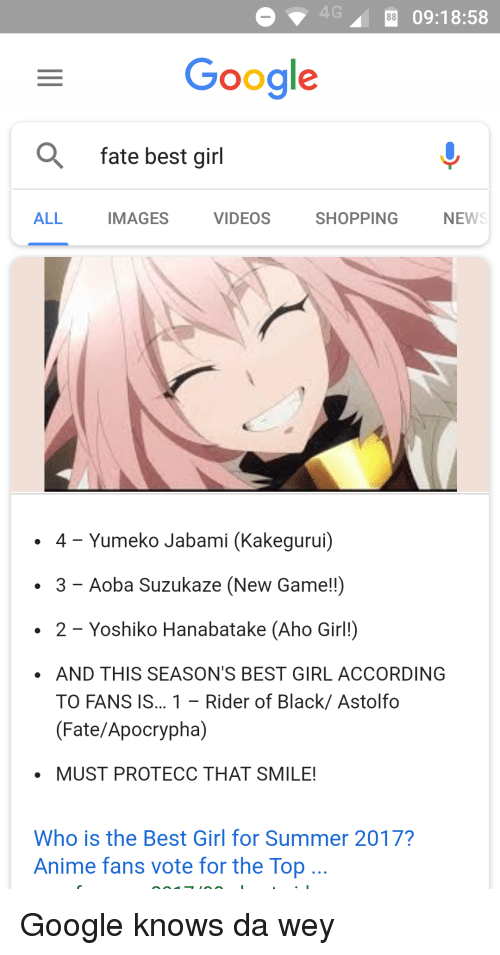 4G 88 09:18:58
Google
fate best girl
ALL IMAGES VIDEOS SHOPPING NEWS
• 4 – Yumeko Jabami (Kakegurui)
• 3 – Aoba Suzukaze (New Game!!)
• 2 – Yoshiko Hanabatake (Aho Girl!)
• AND THIS SEASON'S BEST GIRL ACCORDING
TO FANS IS... 1 – Rider of Black/ Astolfo
(Fate/Apocrypha)
• MUST PROTECC THAT SMILE!
Who is the Best Girl for Summer 2017?
Anime fans vote for the Top ...
Google knows da wey